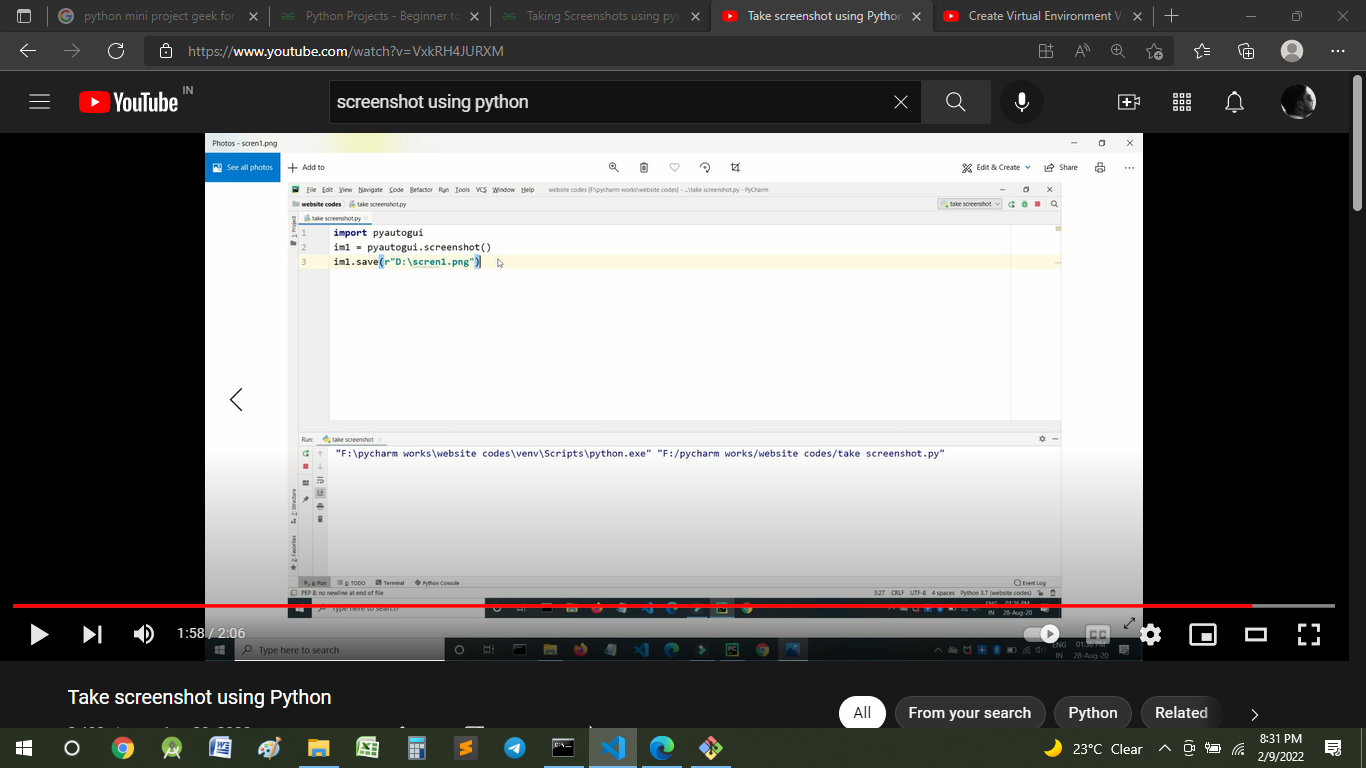 python mini project geek for
Python Projects - Beginner to
Taking Screenshots using pys
Take screenshot using Python
Create Virtual Environment V
https://www.youtube.com/watch?v=VxkRH4JURXM
YouTube IN
screenshot using python
Photos - scren1.png
See all photos
Add to
Edit & Create
Share
File Edit View Navigate Code Refactor Run Tools VCS Window Help
website codes [F:\pycharm works\website codes] - ...\take screenshot.py - PyCharm
website codes
take screenshot.py
take screenshot
1: Project
take screenshot.py
1 import pyautogui
2 im1 = pyautogui.screenshot()
3 im1.save(r"D:\scren1.png")
Run: take screenshot
"F:\pycharm works\website codes\venv\Scripts\python.exe" "F:/pycharm works/website codes/take screenshot.py"
Z: Structure
2: Favorites
4: Run
6: TODO
Terminal
Python Console
Event Log
PEP 8: no newline at end of file
3:27 CRLF UTF-8 4 spaces Python 3.7 (website codes)
Type here to search
28-Aug-20
1:58 / 2:06
CC
Type here to search
ENG
IN
28-Aug-20
Take screenshot using Python
All
From your search
Python
Related
23°C Clear
8:31 PM
2/9/2022